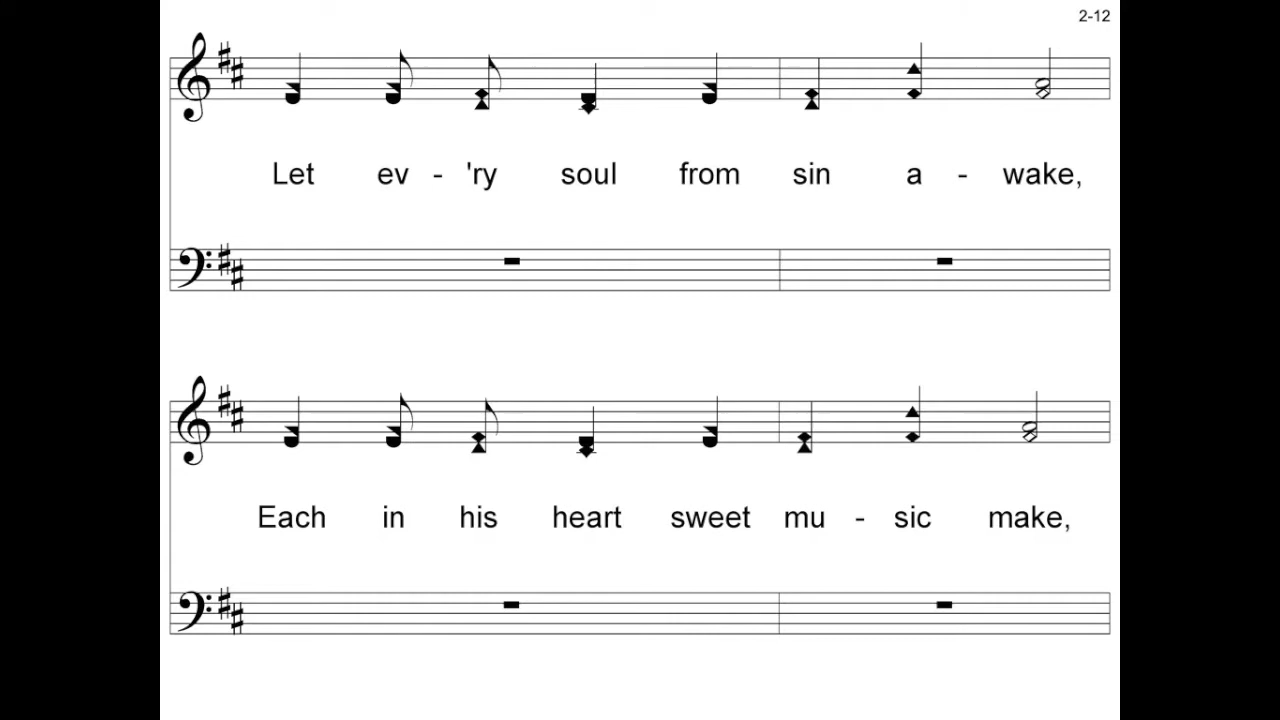 2-12
Let ev - 'ry soul from sin a - wake,
Each in his heart sweet mu - sic make,